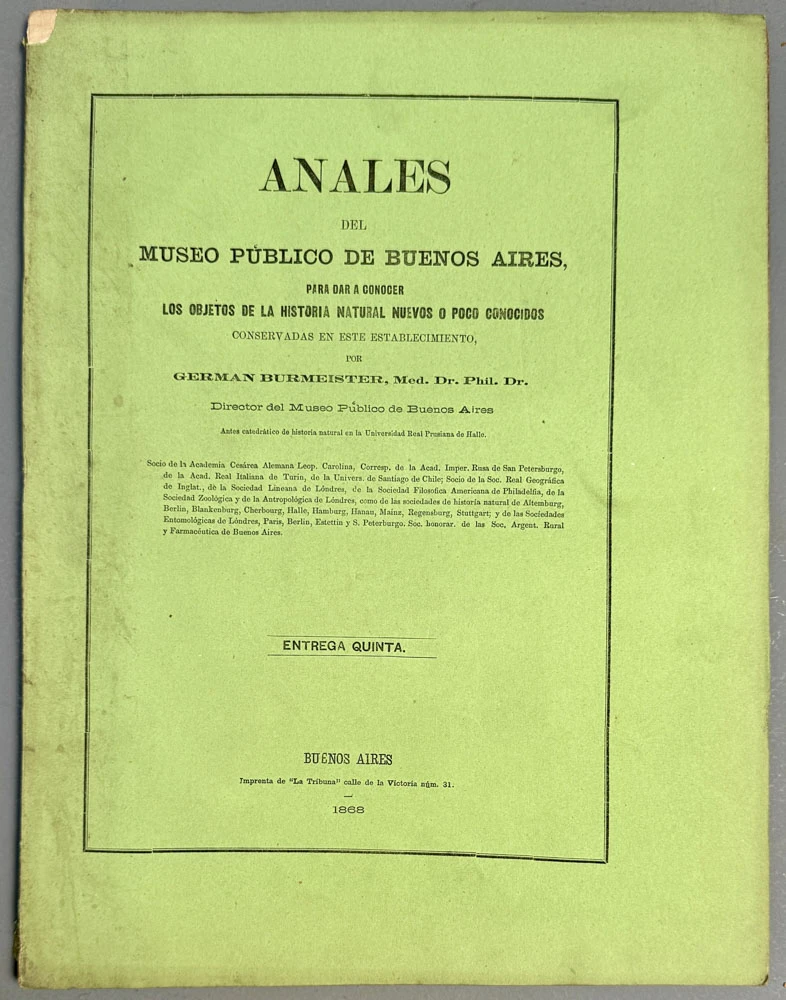 ANALES
DEL
MUSEO PÚBLICO DE BUENOS AIRES,
PARA DAR A CONOCER
LOS OBJETOS DE LA HISTORIA NATURAL NUEVOS O POCO CONOCIDOS
CONSERVADAS EN ESTE ESTABLECIMIENTO,
POR
GERMAN BURMEISTER, Med. Dr. Phil. Dr.
Director del Museo Público de Buenos Aires
Antes catedrático de historia natural en la Universidad Real Prusiana de Halle.
Socio de la Academia Cesárea Alemana Leop. Carolina, Corresp. de la Acad. Imper. Rusa de San Petersburgo,
de la Acad. Real Italiana de Turin, de la Univers. de Santiago de Chile; Socio de la Soc. Real Geográfica
de Inglat., de la Sociedad Lineana de Lóndres, de la Sociedad Filosofica Americana de Philadelfia, de la
Sociedad Zoológica y de la Antropológica de Lóndres, como de las sociedades de historía natural de Altemburg,
Berlin, Blankenburg, Cherbourg, Halle, Hamburg, Hanan, Mainz, Regensburg, Stuttgart; y de las Sociedades
Entomológicas de Lóndres, Paris, Berlin, Estettin y S. Peterburgo. Soc. honorar. de las Soc. Argent. Rural
y Farmacéutica de Buenos Aires.
ENTREGA QUINTA.
BUENOS AIRES
Imprenta de "La Tribuna" calle de la Victoria núm. 31.
1868